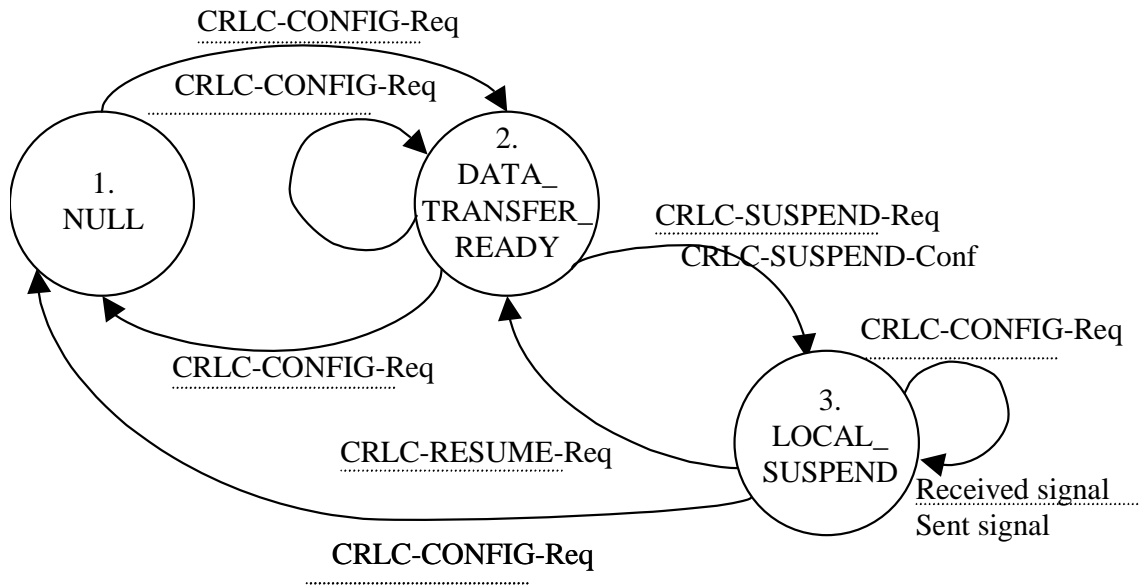 CRLC-CONFIG-Req
CRLC-CONFIG-Req
1.
NULL
2.
DATA_
TRANSFER_
READY
CRLC-SUSPEND-Req
CRLC-SUSPEND-Conf
CRLC-CONFIG-Req
CRLC-CONFIG-Req
3.
LOCAL_
SUSPEND
CRLC-RESUME-Req
Received signal
Sent signal
CRLC-CONFIG-Req